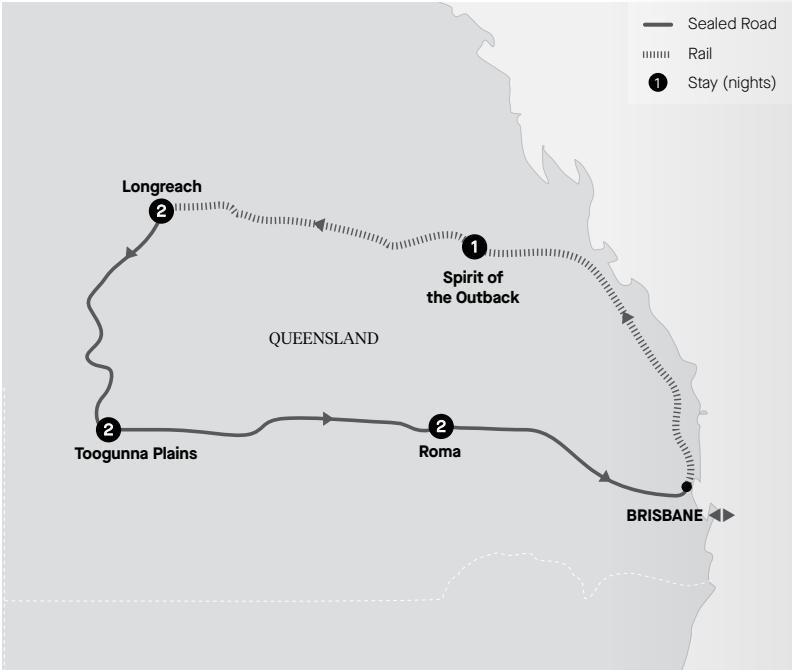 Sealed Road
Rail
1 Stay (nights)
Longreach
2
1
Spirit of
the Outback
QUEENSLAND
2
Toogunna Plains
2
Roma
BRISBANE